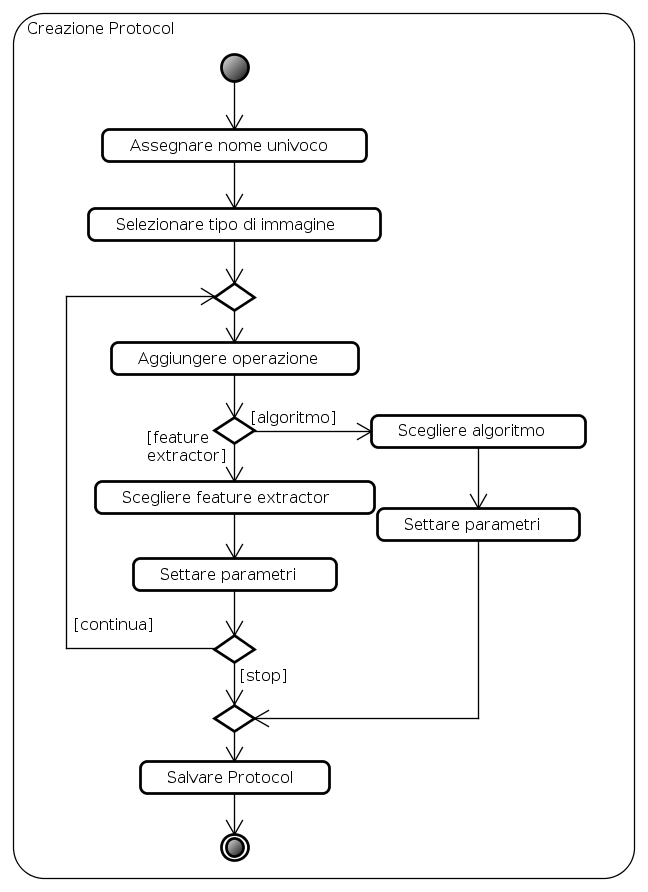 Creazione Protocol
Assegnare nome univoco
Selezionare tipo di immagine
Aggiungere operazione
[algoritmo]
Scegliere algoritmo
[feature
extractor]
Scegliere feature extractor
Settare parametri
Settare parametri
[continua]
[stop]
Salvare Protocol